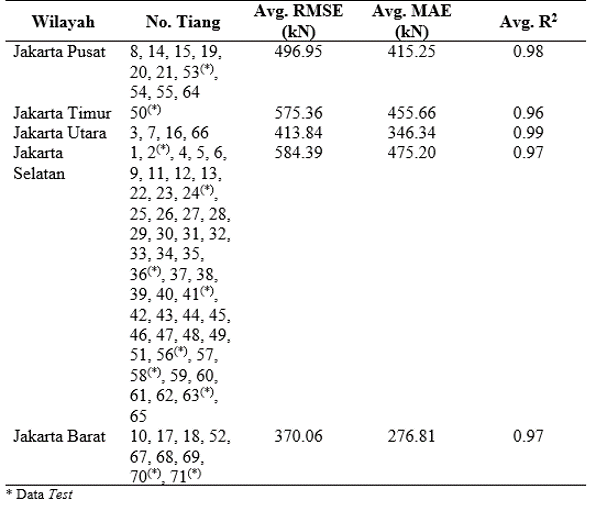 Wilayah No. Tiang Avg. RMSE (kN) Avg. MAE (kN) Avg. R²
Jakarta Pusat 8, 14, 15, 19, 496.95 415.25 0.98
20, 21, 53(*),
54, 55, 64
Jakarta Timur 50(*) 575.36 455.66 0.96
Jakarta Utara 3, 7, 16, 66 413.84 346.34 0.99
Jakarta 1, 2(*), 4, 5, 6, 584.39 475.20 0.97
Selatan 9, 11, 12, 13,
22, 23, 24(*),
25, 26, 27, 28,
29, 30, 31, 32,
33, 34, 35,
36(*), 37, 38,
39, 40, 41(*),
42, 43, 44, 45,
46, 47, 48, 49,
51, 56(*), 57,
58(*), 59, 60,
61, 62, 63(*),
65
Jakarta Barat 10, 17, 18, 52, 370.06 276.81 0.97
67, 68, 69,
70(*), 71(*)
* Data Test